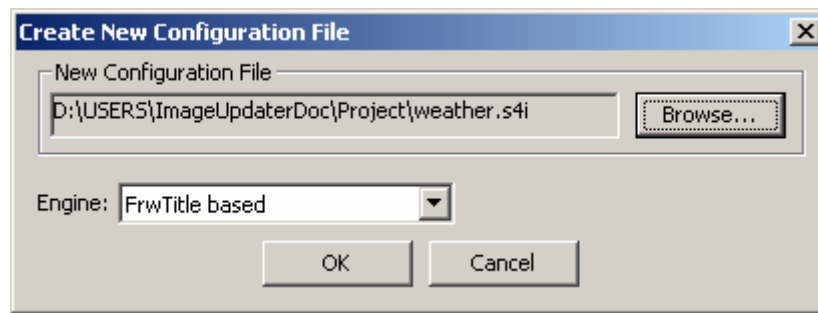 Create New Configuration File
New Configuration File
D:\USERS\ImageUpdaterDoc\Project\weather.s4i
Browse...
Engine: FrwTitle based
OK Cancel